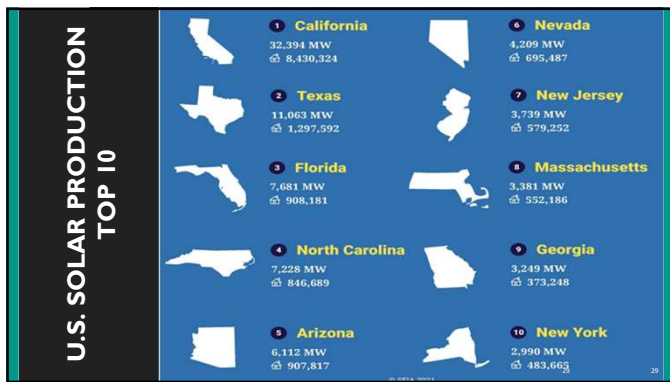 U.S. SOLAR PRODUCTION
TOP 10
1 California
32,394 MW
8,430,324
2 Texas
11,063 MW
1,297,592
3 Florida
7,681 MW
908,181
4 North Carolina
7,228 MW
846,689
5 Arizona
6,112 MW
907,817
6 Nevada
4,209 MW
695,487
7 New Jersey
3,739 MW
579,252
8 Massachusetts
3,381 MW
552,186
9 Georgia
3,249 MW
373,248
10 New York
2,990 MW
483,665
29
© SEIA 2021